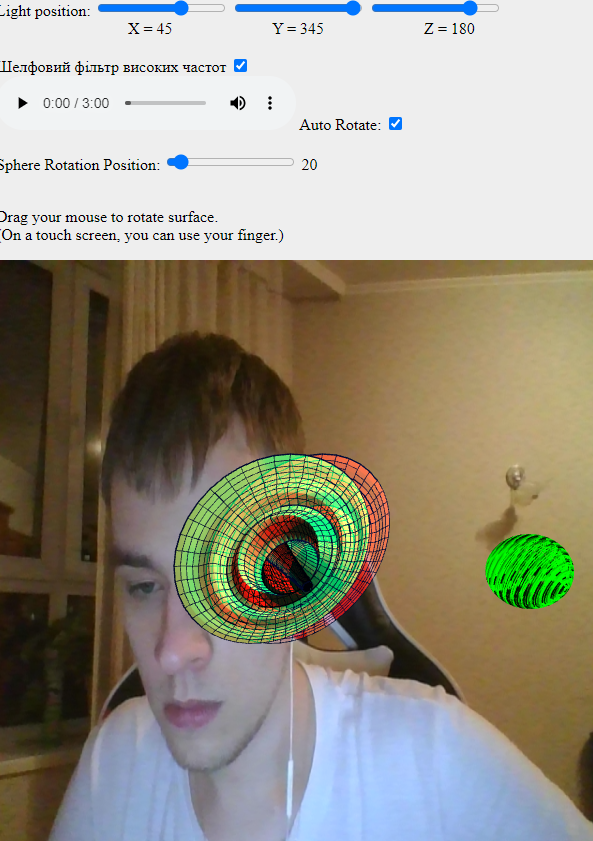 Light position:
X = 45 Y = 345 Z = 180
Шелфовий фільтр високих частот
0:00 / 3:00
Auto Rotate:
Sphere Rotation Position: 20
Drag your mouse to rotate surface.
(On a touch screen, you can use your finger.)